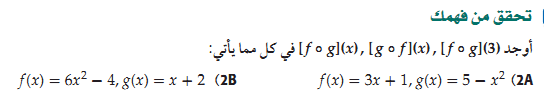 تحقق من فهمك
أوجد [f ∘ g](x), [g ∘ f](x), [f ∘ g](3) في كل مما يأتي:
2A) f(x) = 3x + 1, g(x) = 5 − x² 2B) f(x) = 6x² − 4, g(x) = x + 2